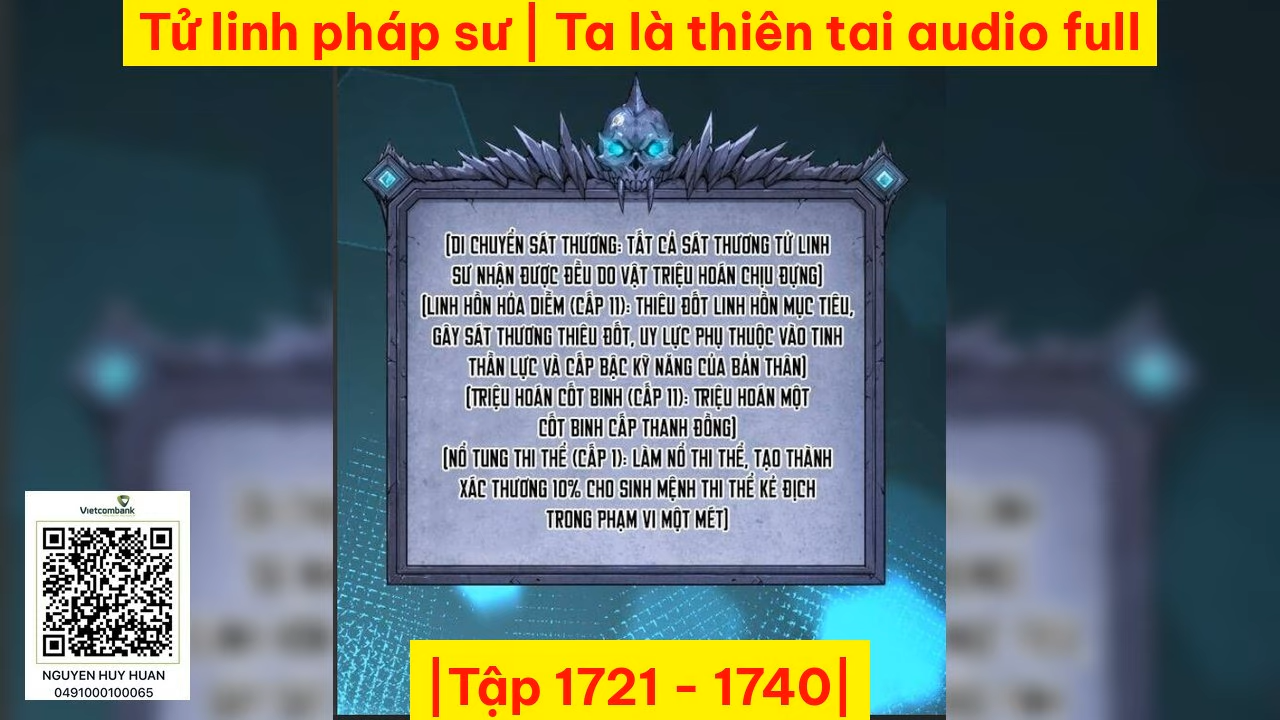 Tử linh pháp sư | Ta là thiên tai audio full
[DI CHUYỂN SÁT THƯƠNG: TẤT CẢ SÁT THƯƠNG TỬ LINH
SƯ NHẬN ĐƯỢC ĐỀU DO VẬT TRIỆU HOÁN CHỊU ĐỰNG]
[LINH HỒN HỎA DIỄM (CẤP 11): THIÊU ĐỐT LINH HỒN MỤC TIÊU,
GÂY SÁT THƯƠNG THIÊU ĐỐT, UY LỰC PHỤ THUỘC VÀO TINH
THẦN LỰC VÀ CẤP BẬC KỸ NĂNG CỦA BẢN THÂN]
[TRIỆU HOÁN CỐT BINH (CẤP 11): TRIỆU HOÁN MỘT
CỐT BINH CẤP THANH ĐỒNG]
[NỔ TUNG THI THỂ (CẤP 1): LÀM NỔ THI THỂ, TẠO THÀNH
XÁC THƯƠNG 10% CHO SINH MỆNH THI THỂ KẺ ĐỊCH
TRONG PHẠM VI MỘT MÉT]
Vietcombank
NGUYEN HUY HUAN
0491000100065
|Tập 1721 - 1740|